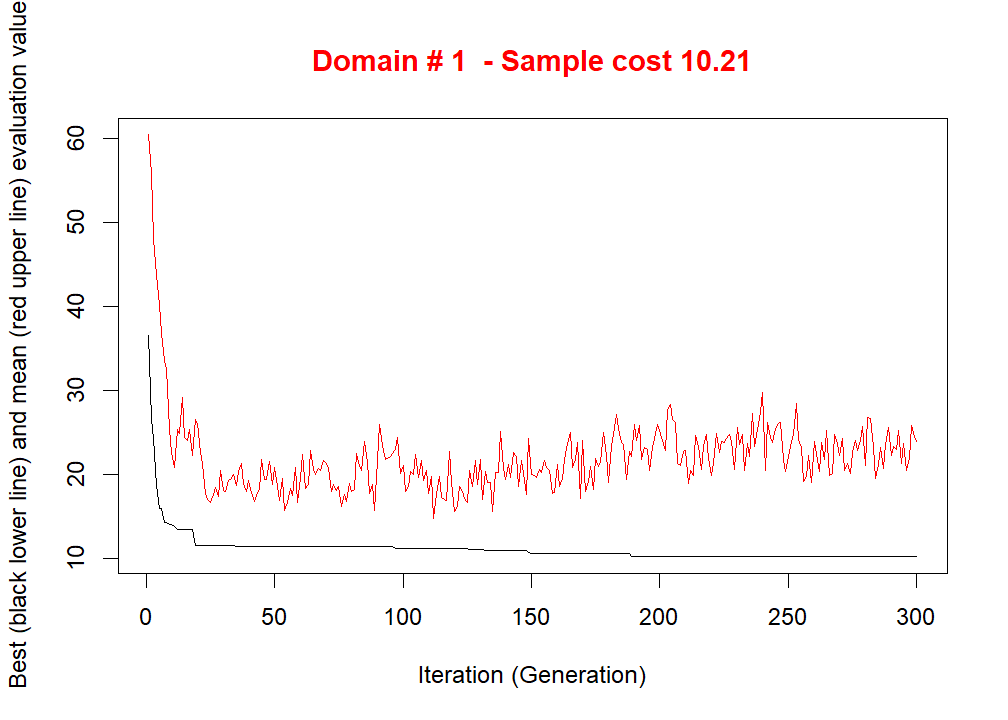 Domain # 1  - Sample cost 10.21
Best (black lower line) and mean (red upper line) evaluation value
60
50
40
30
20
10
0 50 100 150 200 250 300
Iteration (Generation)